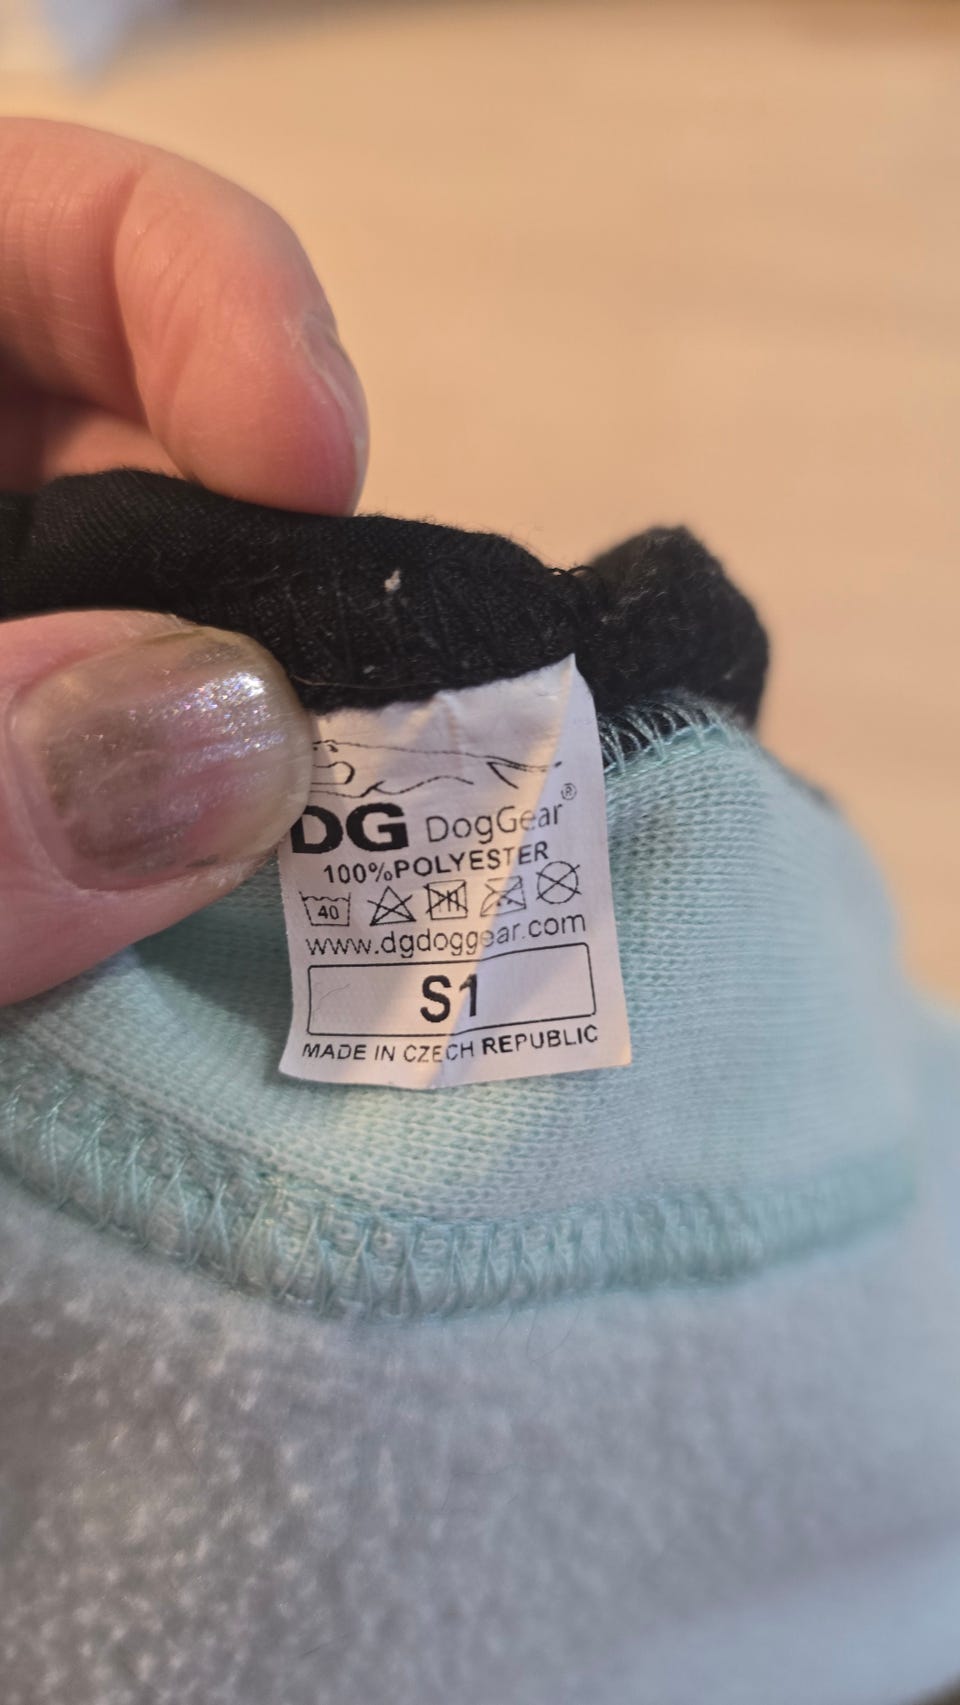 DG DogGear®
100%POLYESTER
40
www.dgdoggear.com
S1
MADE IN CZECH REPUBLIC